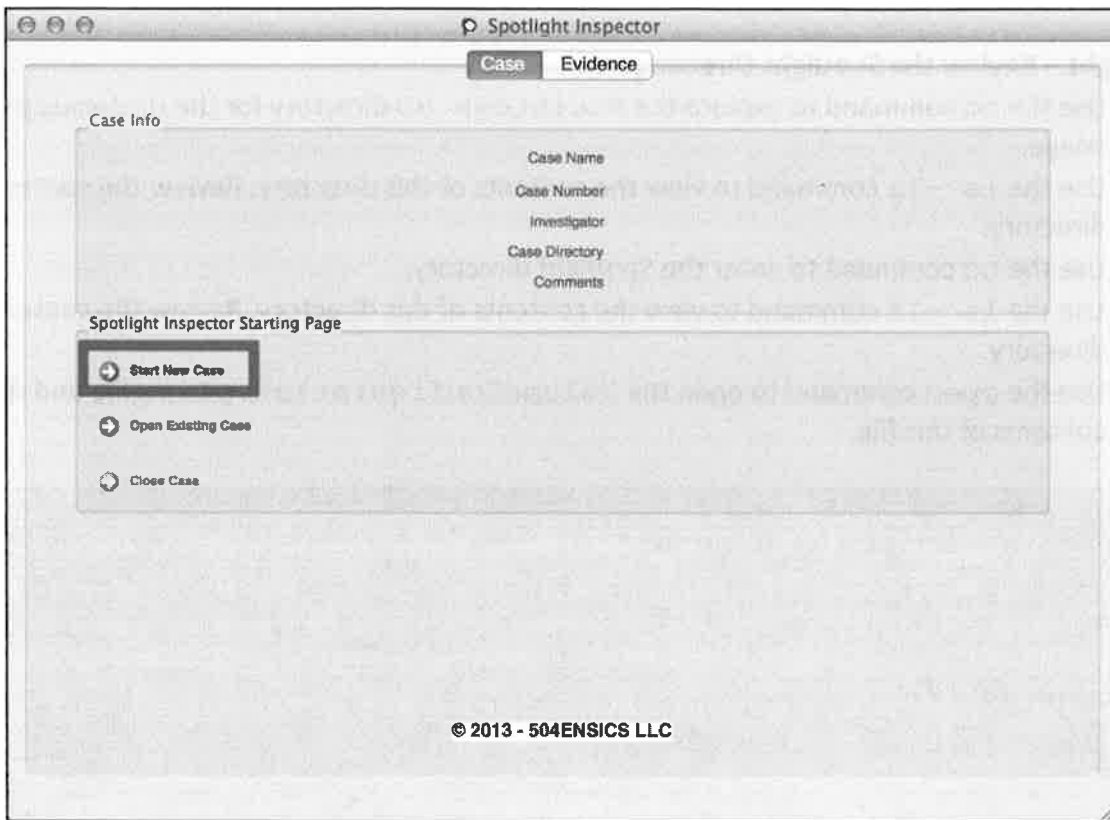 Spotlight Inspector
Case Evidence
Case Info
Case Name
Case Number
Investigator
Case Directory
Comments
Spotlight Inspector Starting Page
Start New Case
Open Existing Case
Close Case
© 2013 - 504ENSICS LLC